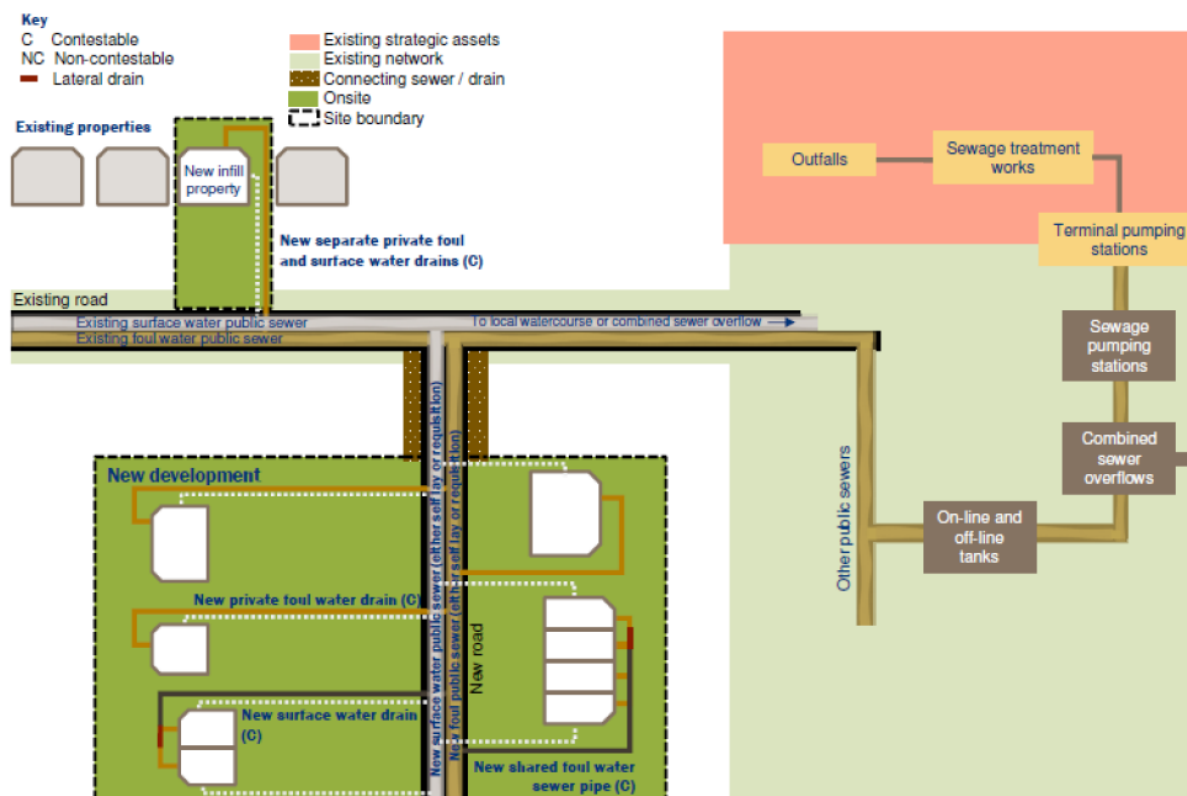 Key
C Contestable
NC Non-contestable
Lateral drain
Existing strategic assets
Existing network
Connecting sewer / drain
Onsite
Site boundary
Existing properties
New infill
property
New separate private foul
and surface water drains (C)
Outfalls
Sewage treatment
works
Terminal pumping
stations
Existing road
Existing surface water public sewer
To local watercourse or combined sewer overflow
Existing foul water public sewer
Sewage
pumping
stations
Combined
sewer
overflows
On-line and
off-line
tanks
Other public sewers
New development
New private foul water drain (C)
New surface water drain
(C)
New surface water public sewer (either self lay or requisition)
New foul public sewer (either self lay or requisition)
New road
New shared foul water
sewer pipe (C)